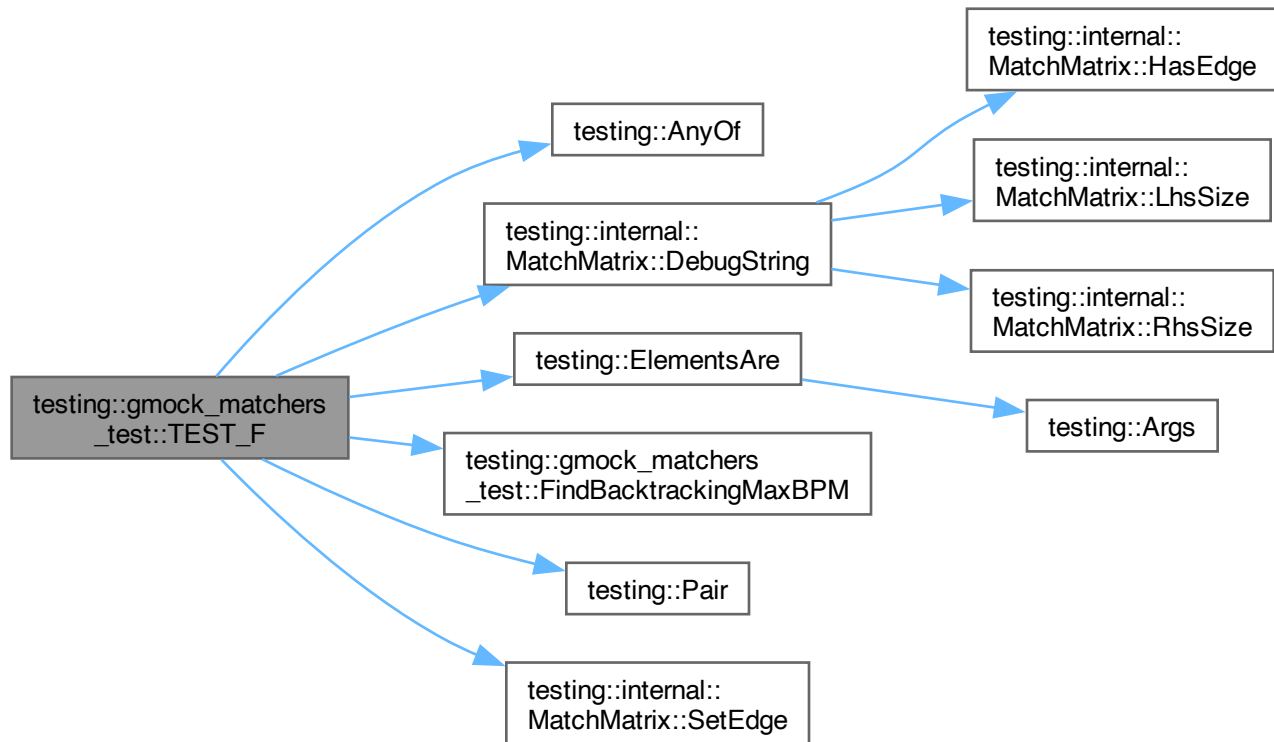 testing::gmock_matchers
_test::TEST_F
testing::AnyOf
testing::internal::
MatchMatrix::DebugString
testing::internal::
MatchMatrix::HasEdge
testing::internal::
MatchMatrix::LhsSize
testing::internal::
MatchMatrix::RhsSize
testing::ElementsAre
testing::Args
testing::gmock_matchers
_test::FindBacktrackingMaxBPM
testing::Pair
testing::internal::
MatchMatrix::SetEdge